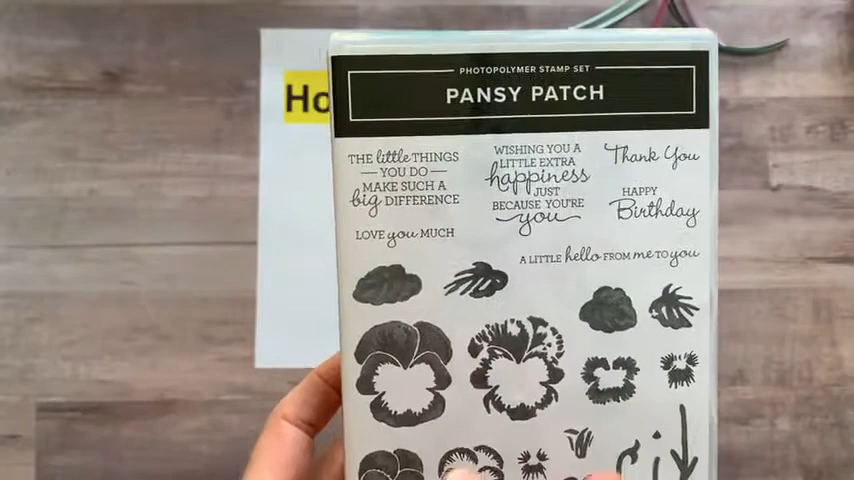 PHOTOPOLYMER STAMP SET
PANSY PATCH
THE little THINGS
YOU DO
MAKE SUCH A
big DIFFERENCE
LOVE you MUCH
WISHING YOU A
LITTLE EXTRA
happiness
JUST
BECAUSE YOU'RE
you
Thank You
HAPPY
Birthday
A LITTLE hello FROM me TO you